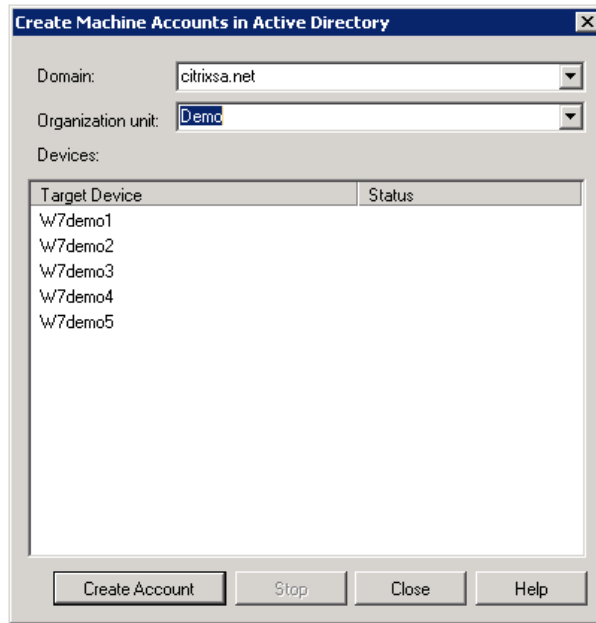 Create Machine Accounts in Active Directory
Domain: citrixsa.net
Organization unit: Demo
Devices:
Target Device Status
W7demo1
W7demo2
W7demo3
W7demo4
W7demo5
Create Account Stop Close Help